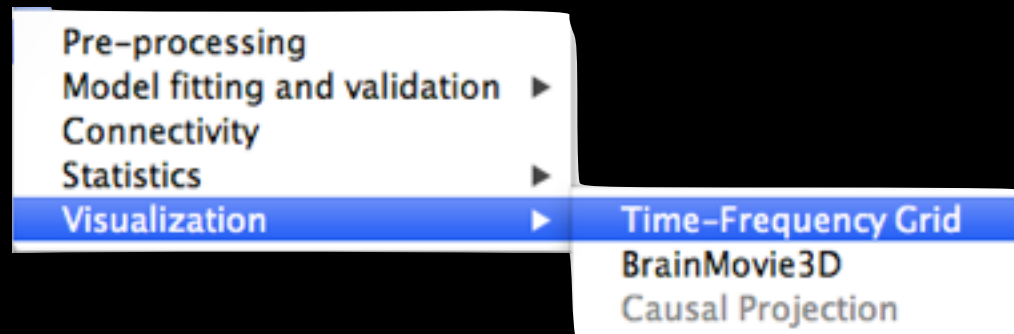 Pre-processing
Model fitting and validation
Connectivity
Statistics
Visualization
Time-Frequency Grid
BrainMovie3D
Causal Projection